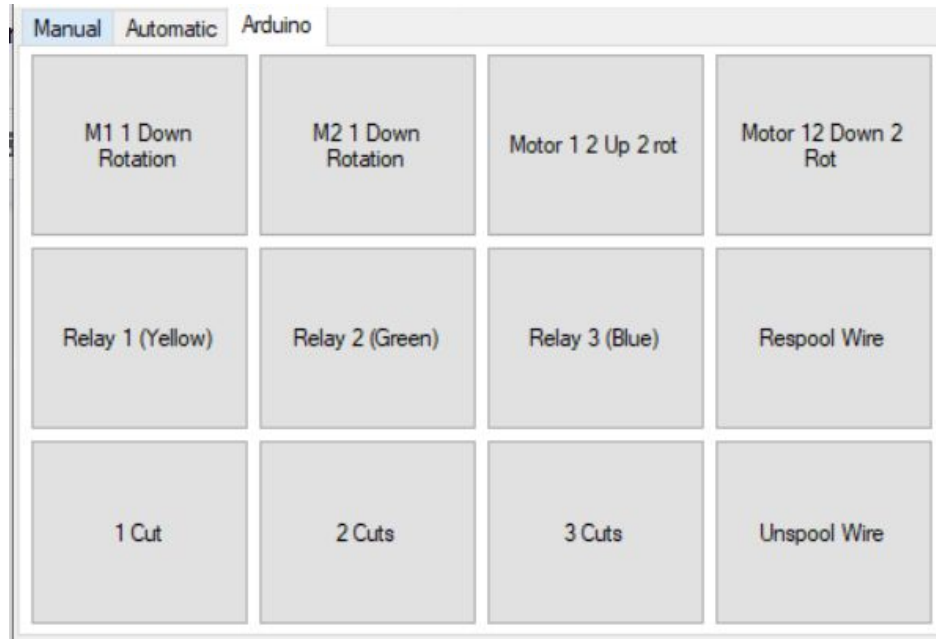 Manual Automatic Arduino
M1 1 Down
Rotation
M2 1 Down
Rotation
Motor 1 2 Up 2 rot
Motor 12 Down 2
Rot
Relay 1 (Yellow)
Relay 2 (Green)
Relay 3 (Blue)
Respool Wire
1 Cut
2 Cuts
3 Cuts
Unspool Wire